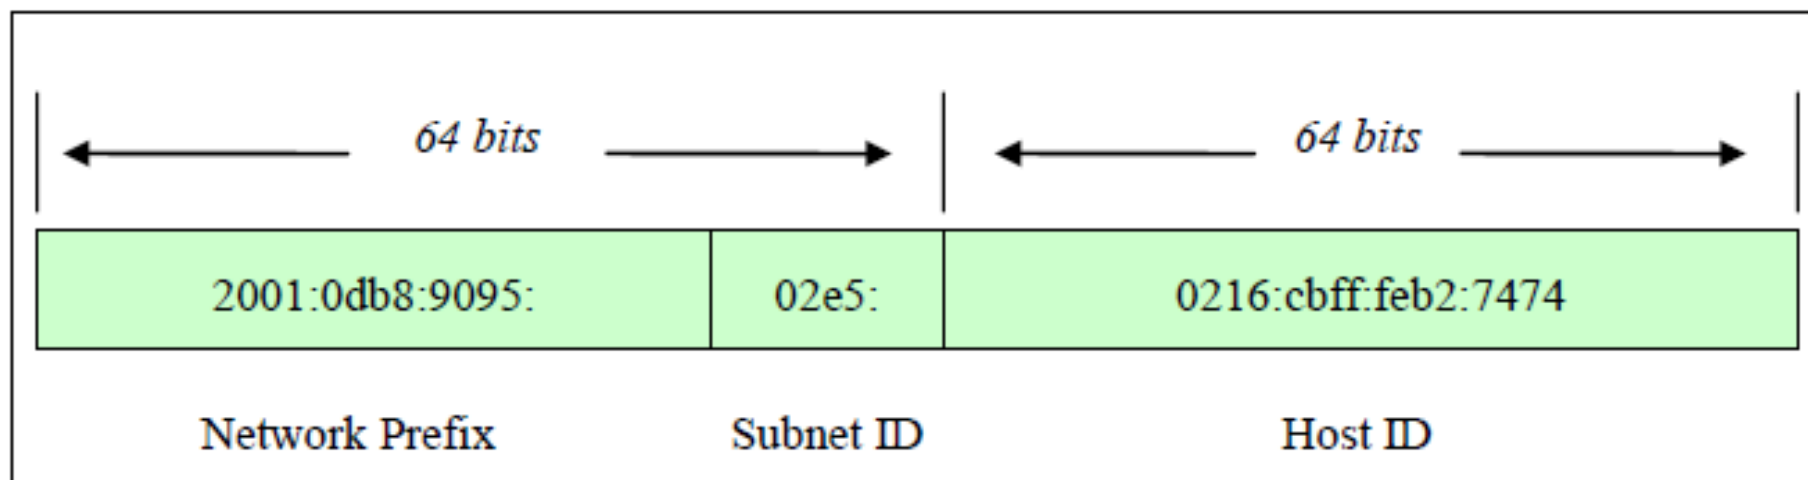 64 bits 64 bits
2001:0db8:9095: 02e5: 0216:cbff:feb2:7474
Network Prefix Subnet ID Host ID